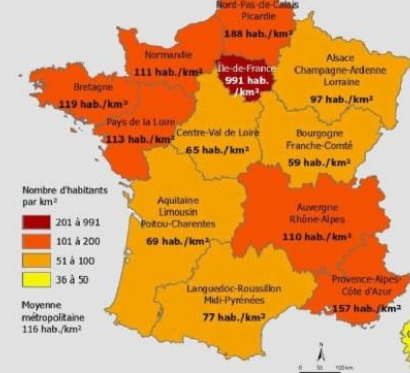 Nord-Pas-de-Calais
Picardie
188 hab./km²
Normandie
111 hab./km²
Île-de-France
991 hab.
/km²
Alsace
Champagne-Ardenne
Lorraine
97 hab./km²
Bretagne
119 hab./km²
Pays de la Loire
113 hab./km²
Centre-Val de Loire
65 hab./km²
Bourgogne
Franche-Comté
59 hab./km²
Nombre d'habitants
par km²
201 à 991
101 à 200
51 à 100
36 à 50
Moyenne
métropolitaine
116 hab./km²
Aquitaine
Limousin
Poitou-Charentes
69 hab./km²
Auvergne
Rhône-Alpes
110 hab./km²
Languedoc-Roussillon
Midi-Pyrénées
77 hab./km²
Provence-Alpes-
Côte d'Azur
157 hab./km²
N
0 50 100 km